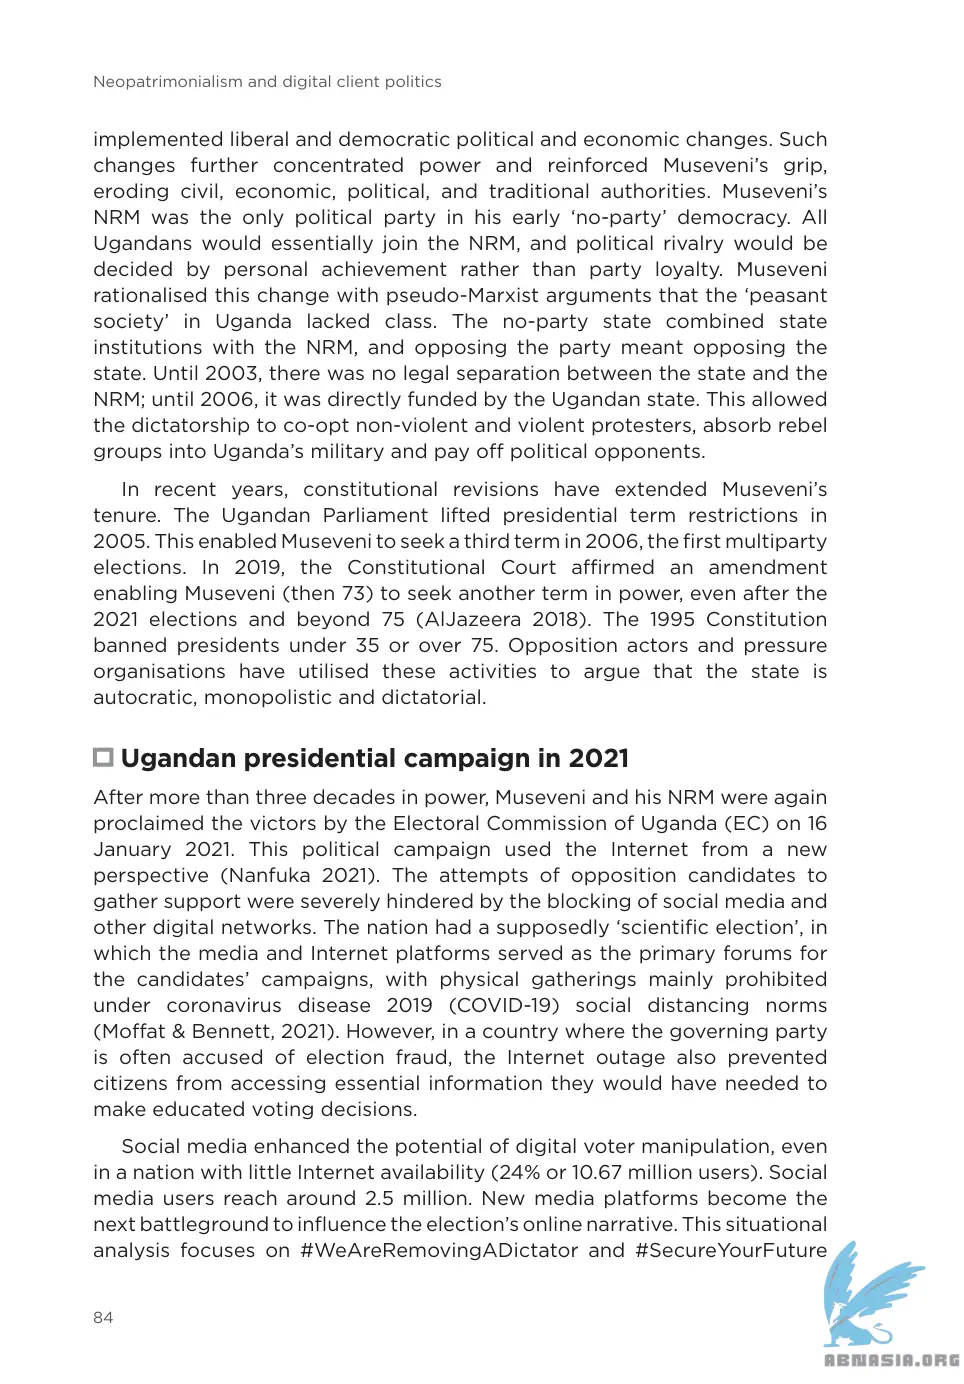 Neopatrimonialism and digital client politics
implemented liberal and democratic political and economic changes. Such
changes further concentrated power and reinforced Museveni’s grip,
eroding civil, economic, political, and traditional authorities. Museveni’s
NRM was the only political party in his early ‘no-party’ democracy. All
Ugandans would essentially join the NRM, and political rivalry would be
decided by personal achievement rather than party loyalty. Museveni
rationalised this change with pseudo-Marxist arguments that the ‘peasant
society’ in Uganda lacked class. The no-party state combined state
institutions with the NRM, and opposing the party meant opposing the
state. Until 2003, there was no legal separation between the state and the
NRM; until 2006, it was directly funded by the Ugandan state. This allowed
the dictatorship to co-opt non-violent and violent protesters, absorb rebel
groups into Uganda’s military and pay off political opponents.
In recent years, constitutional revisions have extended Museveni’s
tenure. The Ugandan Parliament lifted presidential term restrictions in
2005. This enabled Museveni to seek a third term in 2006, the first multiparty
elections. In 2019, the Constitutional Court affirmed an amendment
enabling Museveni (then 73) to seek another term in power, even after the
2021 elections and beyond 75 (AlJazeera 2018). The 1995 Constitution
banned presidents under 35 or over 75. Opposition actors and pressure
organisations have utilised these activities to argue that the state is
autocratic, monopolistic and dictatorial.
Ugandan presidential campaign in 2021
After more than three decades in power, Museveni and his NRM were again
proclaimed the victors by the Electoral Commission of Uganda (EC) on 16
January 2021. This political campaign used the Internet from a new
perspective (Nanfuka 2021). The attempts of opposition candidates to
gather support were severely hindered by the blocking of social media and
other digital networks. The nation had a supposedly ‘scientific election’, in
which the media and Internet platforms served as the primary forums for
the candidates’ campaigns, with physical gatherings mainly prohibited
under coronavirus disease 2019 (COVID-19) social distancing norms
(Moffat & Bennett, 2021). However, in a country where the governing party
is often accused of election fraud, the Internet outage also prevented
citizens from accessing essential information they would have needed to
make educated voting decisions.
Social media enhanced the potential of digital voter manipulation, even
in a nation with little Internet availability (24% or 10.67 million users). Social
media users reach around 2.5 million. New media platforms become the
next battleground to influence the election’s online narrative. This situational
analysis focuses on #WeAreRemovingADictator and #SecureYourFuture
84
ABNASIA.ORG